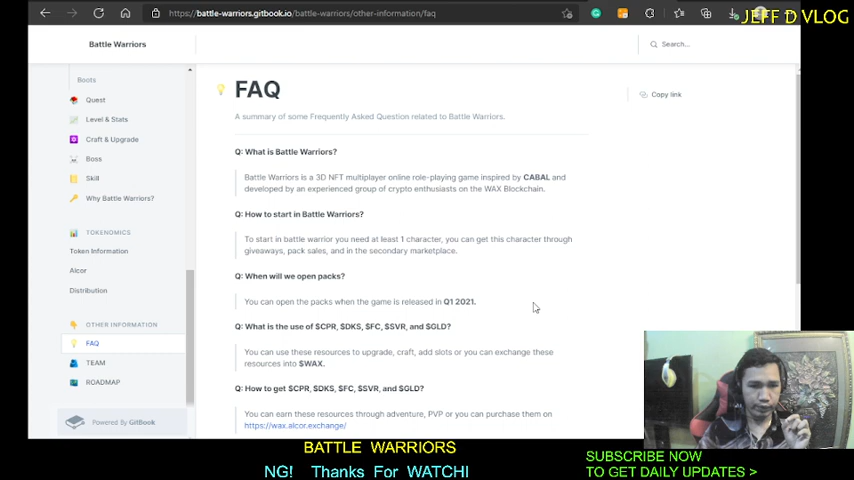 https://battle-warriors.gitbook.io/battle-warriors/other-information/faq
JEFF D VLOG
Battle Warriors
Search...
Boots
Quest
Level & Stats
Craft & Upgrade
Boss
Skill
Why Battle Warriors?
TOKENOMICS
Token Information
Alcor
Distribution
OTHER INFORMATION
FAQ
TEAM
ROADMAP
Powered By GitBook
FAQ
Copy link
A summary of some Frequently Asked Question related to Battle Warriors.
Q: What is Battle Warriors?
Battle Warriors is a 3D NFT multiplayer online role-playing game inspired by CABAL and
developed by an experienced group of crypto enthusiasts on the WAX Blockchain.
Q: How to start in Battle Warriors?
To start in battle warrior you need at least 1 character, you can get this character through
giveaways, pack sales, and in the secondary marketplace.
Q: When will we open packs?
You can open the packs when the game is released in Q1 2021.
Q: What is the use of $CPR, $DKS, $FC, $SVR, and $GLD?
You can use these resources to upgrade, craft, add slots or you can exchange these
resources into $WAX.
Q: How to get $CPR, $DKS, $FC, $SVR, and $GLD?
You can earn these resources through adventure, PVP or you can purchase them on
https://wax.alcor.exchange/
BATTLE WARRIORS
NG! Thanks For WATCHI
SUBSCRIBE NOW
TO GET DAILY UPDATES >